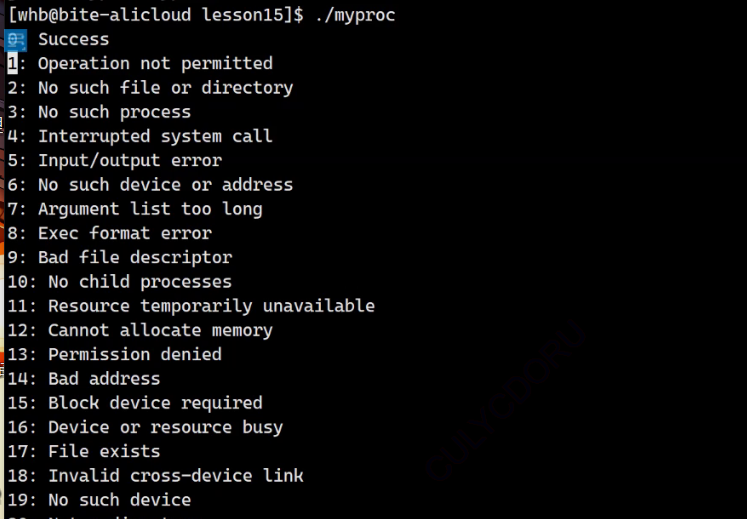 [whb@bite-alicloud lesson15]$ ./myproc
Success
1: Operation not permitted
2: No such file or directory
3: No such process
4: Interrupted system call
5: Input/output error
6: No such device or address
7: Argument list too long
8: Exec format error
9: Bad file descriptor
10: No child processes
11: Resource temporarily unavailable
12: Cannot allocate memory
13: Permission denied
14: Bad address
15: Block device required
16: Device or resource busy
17: File exists
18: Invalid cross-device link
19: No such device